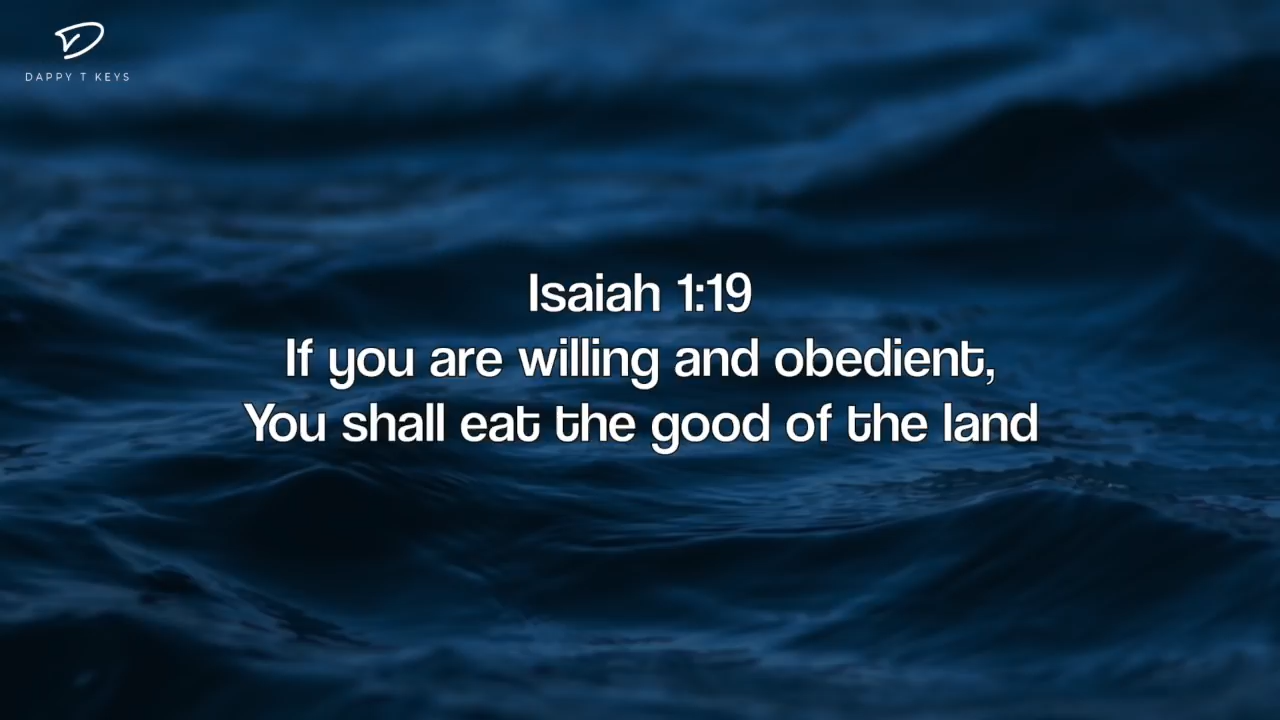 DAPPY T KEYS
Isaiah 1:19
If you are willing and obedient,
You shall eat the good of the land